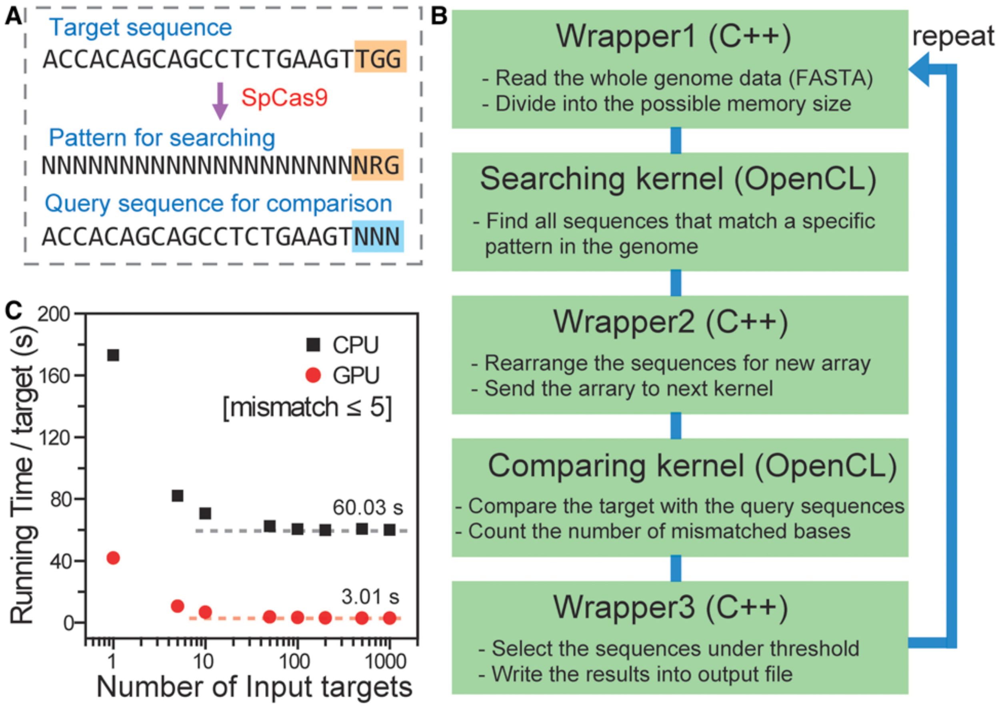 A
Target sequence
ACCACAGCAGCCTCTGAAGTTGG
SpCas9
Pattern for searching
NNNNNNNNNNNNNNNNNNNNNRG
Query sequence for comparison
ACCACAGCAGCCTCTGAAGTNNN
B
Wrapper1 (C++)
- Read the whole genome data (FASTA)
- Divide into the possible memory size
repeat
Searching kernel (OpenCL)
- Find all sequences that match a specific
pattern in the genome
Wrapper2 (C++)
- Rearrange the sequences for new array
- Send the arrary to next kernel
Comparing kernel (OpenCL)
- Compare the target with the query sequences
- Count the number of mismatched bases
Wrapper3 (C++)
- Select the sequences under threshold
- Write the results into output file
C
Running Time / target (s)
200
160
120
80
40
0
CPU
GPU
[mismatch ≤ 5]
60.03 s
3.01 s
1
10
100
1000
Number of Input targets